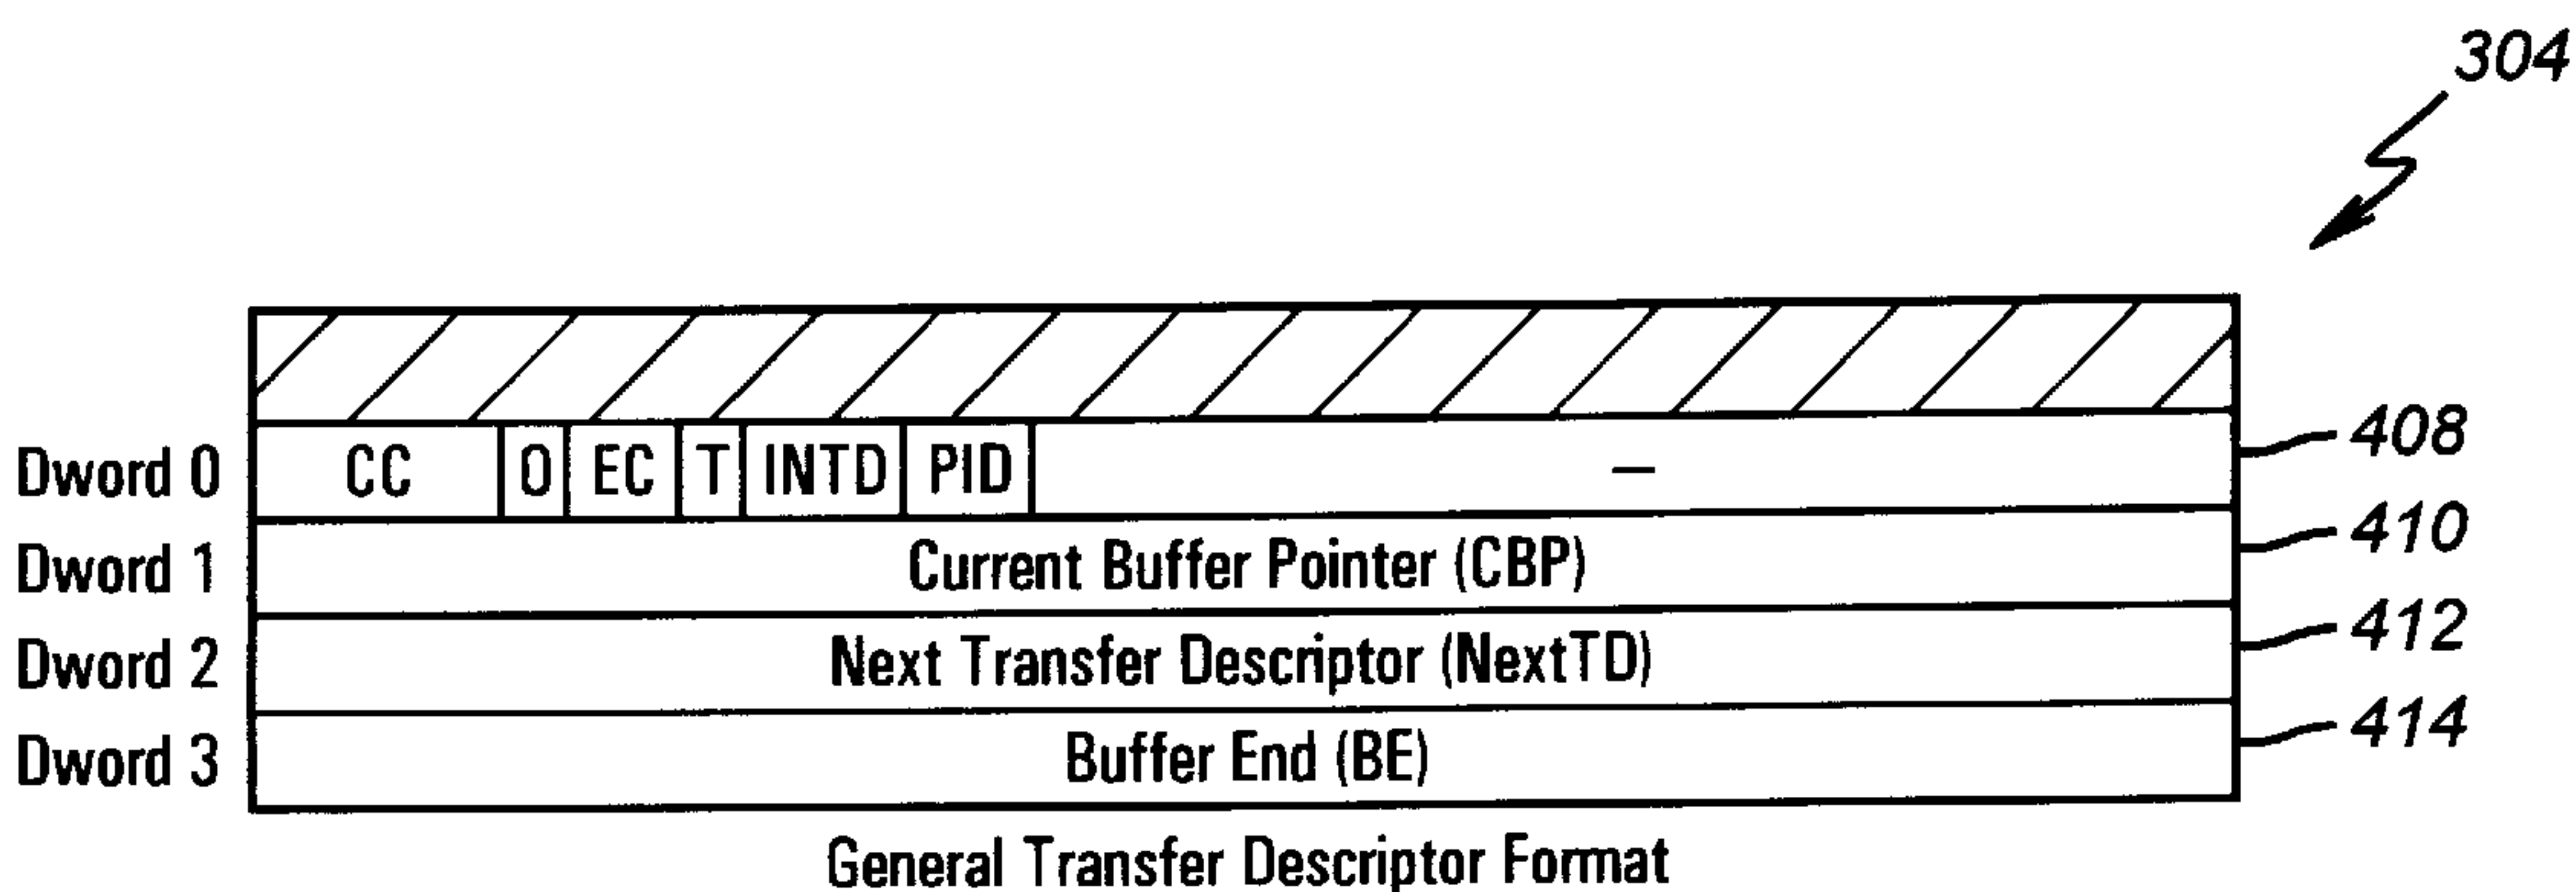 304
Dword 0 CC O EC T INTD PID – 408
Dword 1 Current Buffer Pointer (CBP) 410
Dword 2 Next Transfer Descriptor (NextTD) 412
Dword 3 Buffer End (BE) 414
General Transfer Descriptor Format